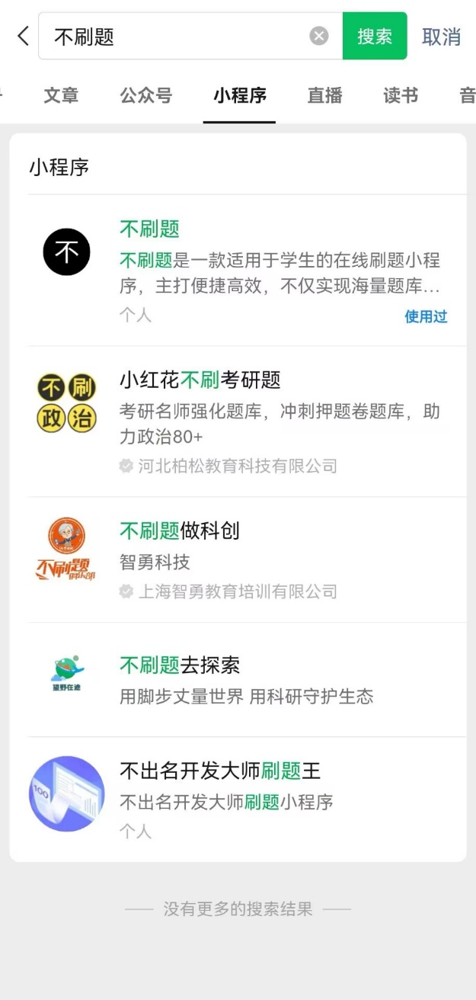 不刷题
搜索
取消
文章
公众号
小程序
直播
读书
音
小程序
不
不刷题
不刷题是一款适用于学生的在线刷题小程
序，主打便捷高效，不仅实现海量题库...
个人
使用过
不刷
政治
小红花不刷考研题
考研名师强化题库，冲刺押题卷题库，助
力政治80+
河北柏松教育科技有限公司
不刷题
俱乐部
不刷题做科创
智勇科技
上海智勇教育培训有限公司
望野在途
不刷题去探索
用脚步丈量世界 用科研守护生态
100
不出名开发大师刷题王
不出名开发大师刷题小程序
个人
没有更多的搜索结果